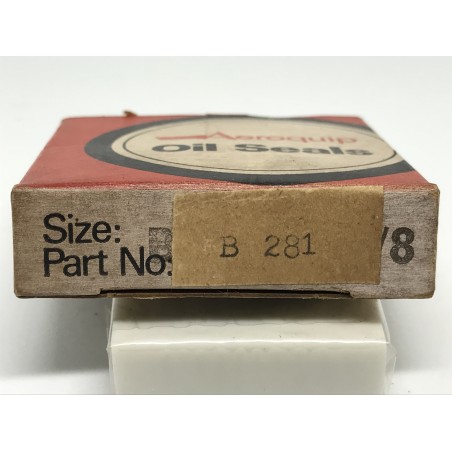 Aeroquip
Oil Seals
Size: /8
Part No:
B 281